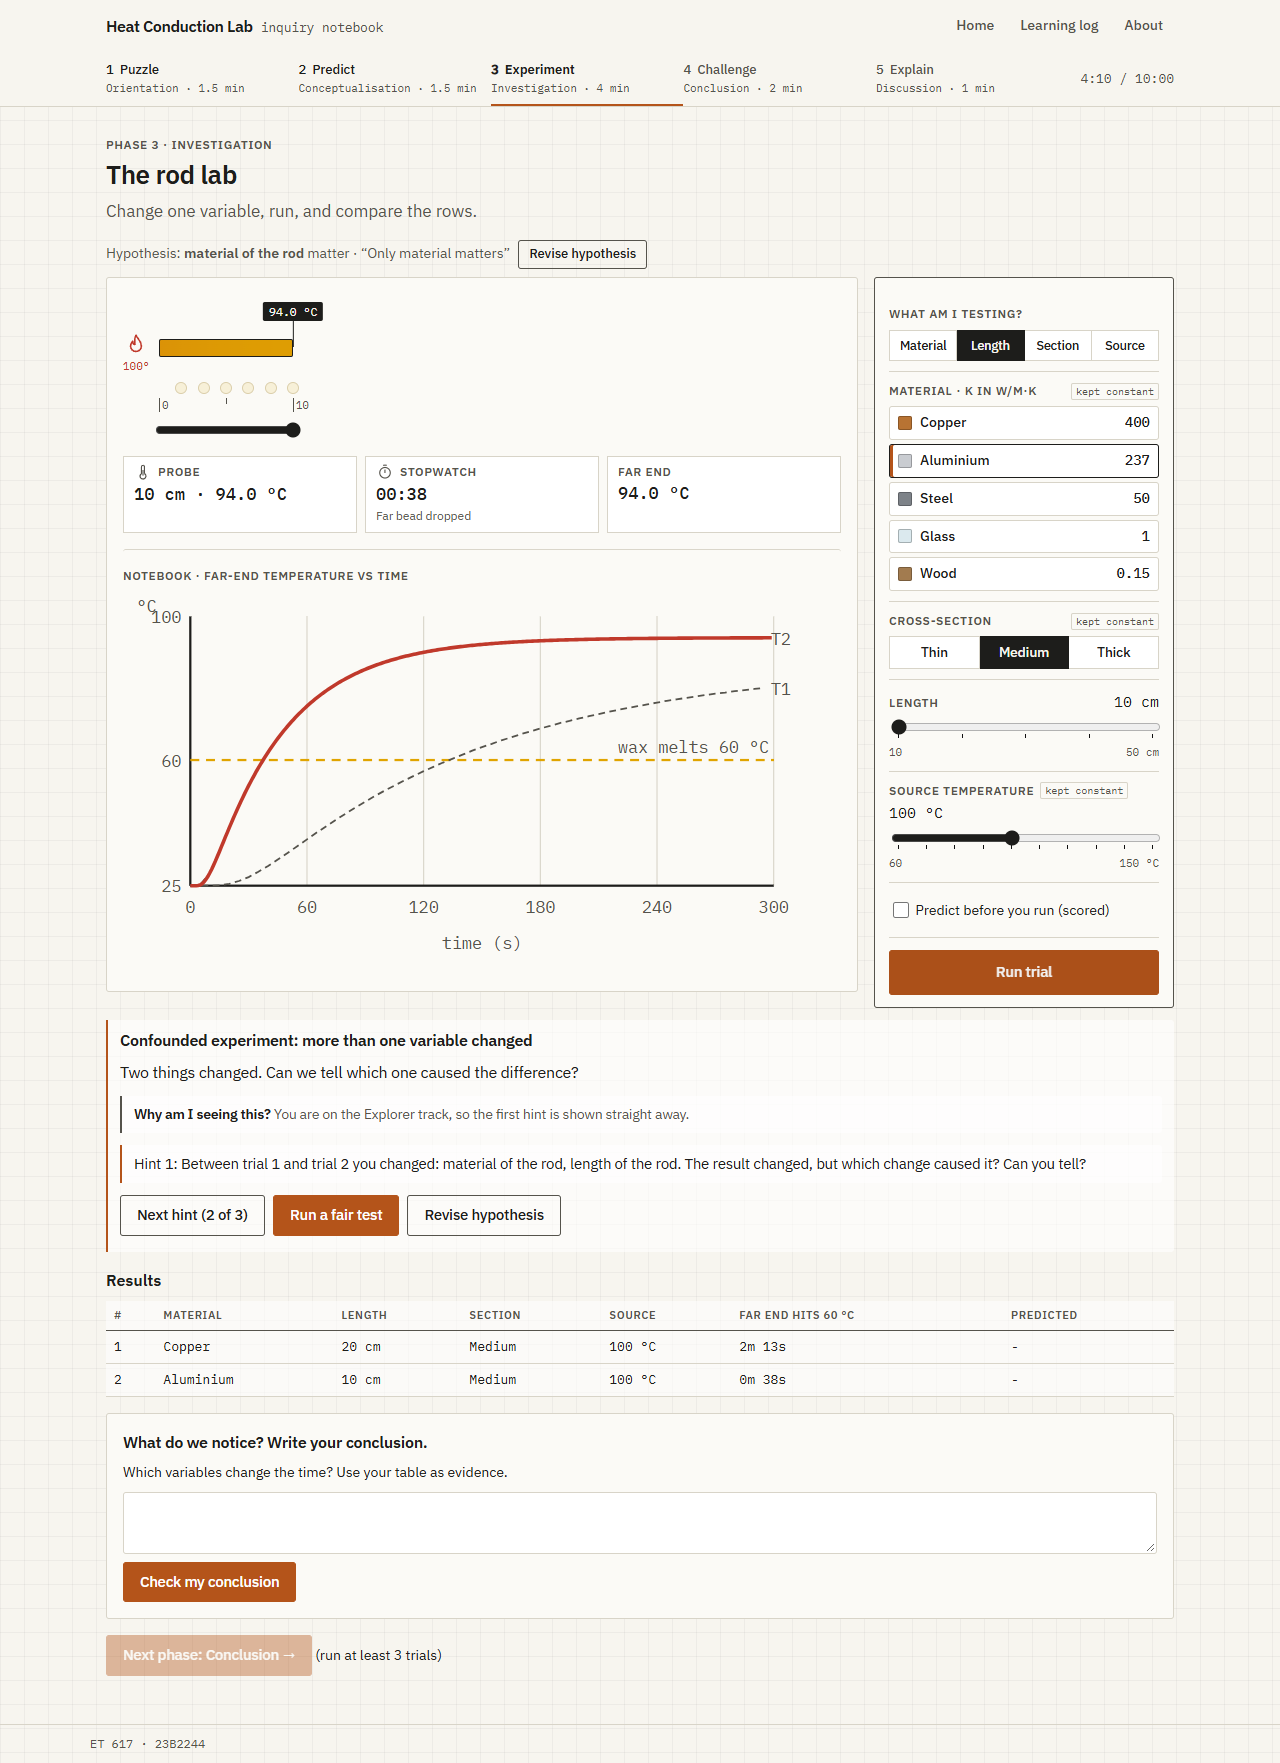 Heat Conduction Lab inquiry notebook
Home Learning log About
1 Puzzle
Orientation · 1.5 min
2 Predict
Conceptualisation · 1.5 min
3 Experiment
Investigation · 4 min
4 Challenge
Conclusion · 2 min
5 Explain
Discussion · 1 min
4:10 / 10:00
PHASE 3 · INVESTIGATION
The rod lab
Change one variable, run, and compare the rows.
Hypothesis: material of the rod matter · “Only material matters” Revise hypothesis
94.0 °C
100°
0 10
PROBE
10 cm · 94.0 °C
STOPWATCH
00:38
Far bead dropped
FAR END
94.0 °C
NOTEBOOK · FAR-END TEMPERATURE VS TIME
°C
100
T2
T1
wax melts 60 °C
60
25
0 60 120 180 240 300
time (s)
WHAT AM I TESTING?
Material Length Section Source
MATERIAL · K IN W/M·K kept constant
Copper 400
Aluminium 237
Steel 50
Glass 1
Wood 0.15
CROSS-SECTION kept constant
Thin Medium Thick
LENGTH 10 cm
10 50 cm
SOURCE TEMPERATURE kept constant
100 °C
60 150 °C
Predict before you run (scored)
Run trial
Confounded experiment: more than one variable changed
Two things changed. Can we tell which one caused the difference?
Why am I seeing this? You are on the Explorer track, so the first hint is shown straight away.
Hint 1: Between trial 1 and trial 2 you changed: material of the rod, length of the rod. The result changed, but which change caused it? Can you tell?
Next hint (2 of 3) Run a fair test Revise hypothesis
Results
# MATERIAL LENGTH SECTION SOURCE FAR END HITS 60 °C PREDICTED
1 Copper 20 cm Medium 100 °C 2m 13s -
2 Aluminium 10 cm Medium 100 °C 0m 38s -
What do we notice? Write your conclusion.
Which variables change the time? Use your table as evidence.
Check my conclusion
Next phase: Conclusion → (run at least 3 trials)
ET 617 · 23B2244